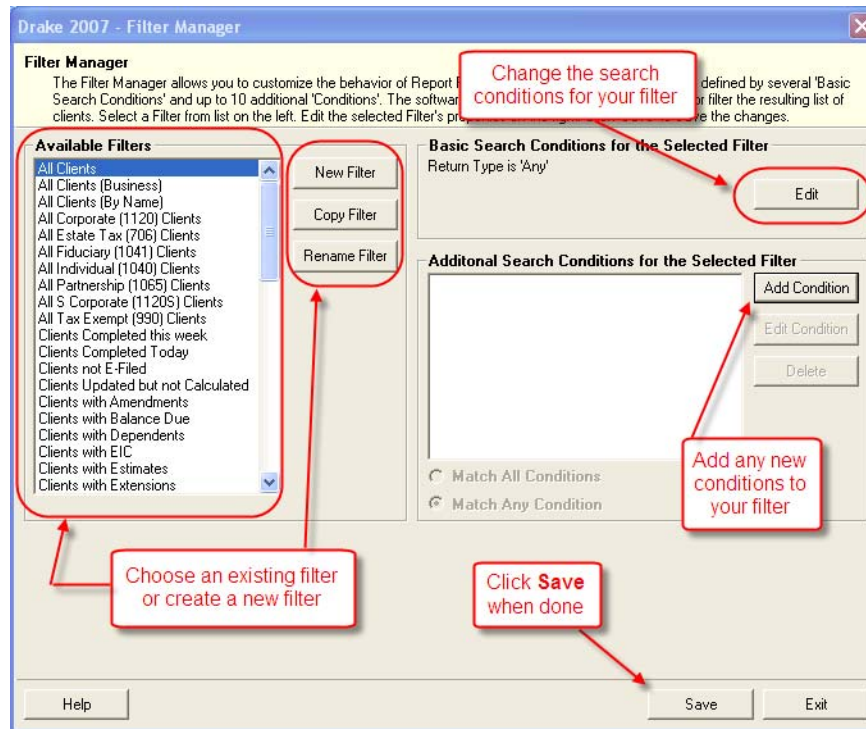 Drake 2007 - Filter Manager
Filter Manager
The Filter Manager allows you to customize the behavior of Report
defined by several 'Basic
Search Conditions' and up to 10 additional 'Conditions'. The softwar
or filter the resulting list of
clients. Select a Filter from list on the left. Edit the selected Filter's
the changes.
Change the search
conditions for your filter
Available Filters
All Clients
All Clients (Business)
All Clients (By Name)
All Corporate (1120) Clients
All Estate Tax (706) Clients
All Fiduciary (1041) Clients
All Individual (1040) Clients
All Partnership (1065) Clients
All S Corporate (1120S) Clients
All Tax Exempt (990) Clients
Clients Completed this week
Clients Completed Today
Clients not E-Filed
Clients Updated but not Calculated
Clients with Amendments
Clients with Balance Due
Clients with Dependents
Clients with EIC
Clients with Estimates
Clients with Extensions
New Filter
Copy Filter
Rename Filter
Basic Search Conditions for the Selected Filter
Return Type is 'Any'
Edit
Additonal Search Conditions for the Selected Filter
Add Condition
Edit Condition
Delete
Match All Conditions
Match Any Condition
Add any new
conditions to
your filter
Choose an existing filter
or create a new filter
Click Save
when done
Help
Save
Exit